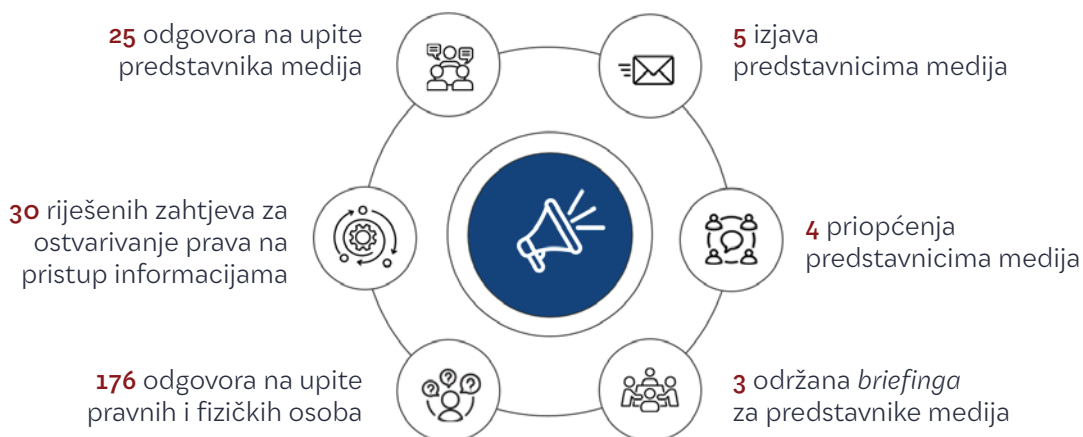 25 odgovora na upite
predstavnika medija
5 izjava
predstavnicima medija
30 riješenih zahtjeva za
ostvarivanje prava na
pristup informacijama
4 priopćenja
predstavnicima medija
176 odgovora na upite
pravnih i fizičkih osoba
3 održana briefinga
za predstavnike medija